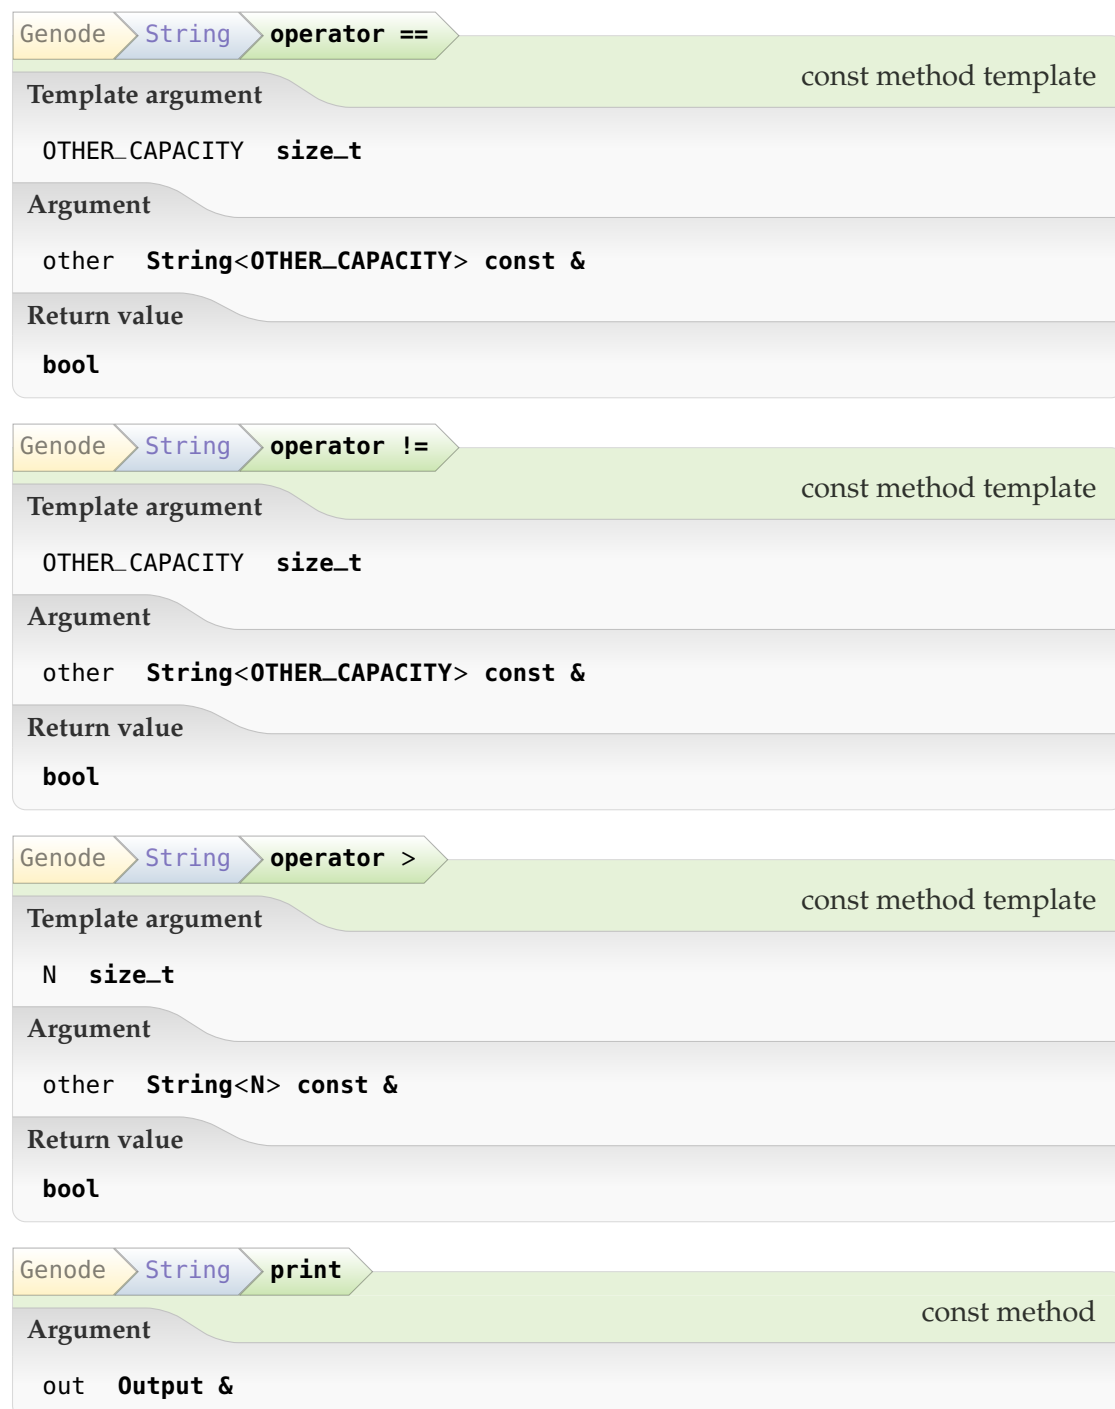 Genode String operator ==
const method template
Template argument
OTHER_CAPACITY size_t
Argument
other String<OTHER_CAPACITY> const &
Return value
bool
Genode String operator !=
const method template
Template argument
OTHER_CAPACITY size_t
Argument
other String<OTHER_CAPACITY> const &
Return value
bool
Genode String operator >
const method template
Template argument
N size_t
Argument
other String<N> const &
Return value
bool
Genode String print
const method
Argument
out Output &